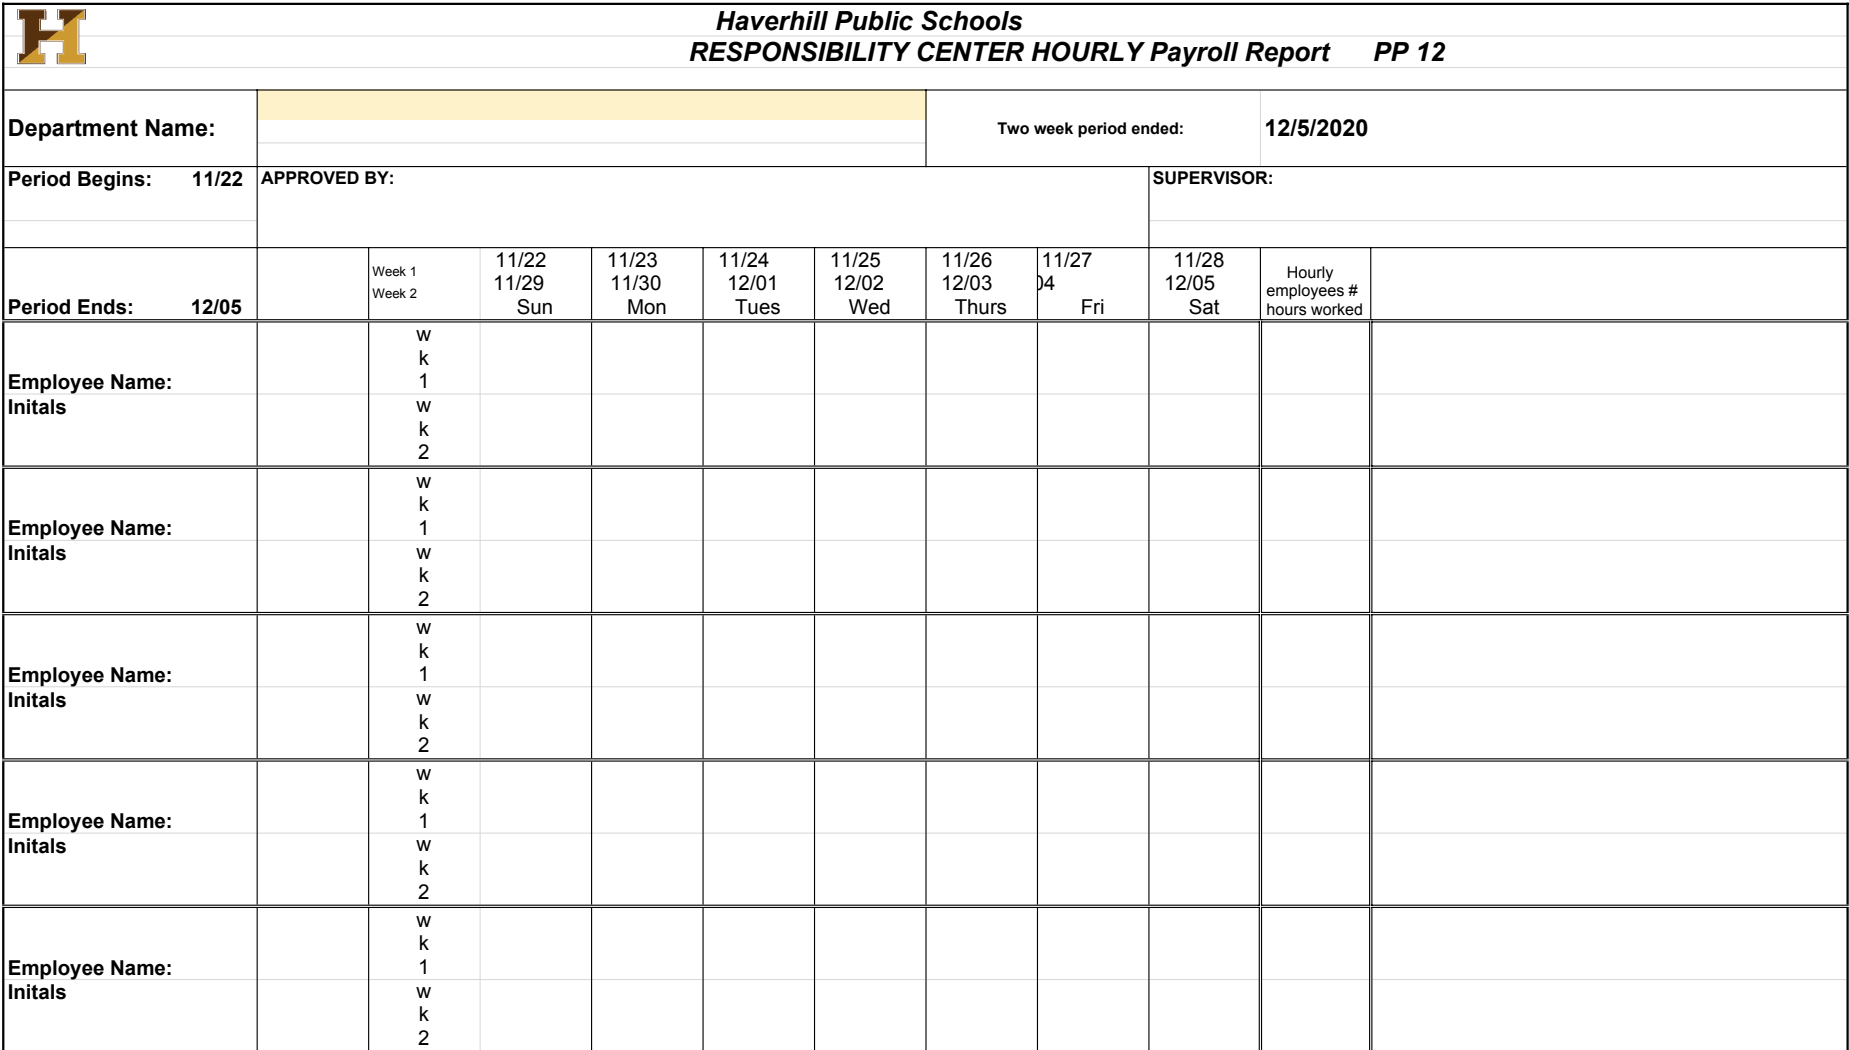 H
Haverhill Public Schools
RESPONSIBILITY CENTER HOURLY Payroll Report PP 12
Department Name:
Two week period ended: 12/5/2020
Period Begins: 11/22 APPROVED BY: SUPERVISOR:
11/22 11/23 11/24 11/25 11/26 11/27 11/28
Week 1
11/29 11/30 12/01 12/02 12/03 04 12/05
Week 2
Hourly
employees #
hours worked
Period Ends: 12/05 Sun Mon Tues Wed Thurs Fri Sat
w
k
1
Employee Name:
Initals
w
k
2
w
k
1
Employee Name:
Initals
w
k
2
w
k
1
Employee Name:
Initals
w
k
2
w
k
1
Employee Name:
Initals
w
k
2
w
k
1
Employee Name:
Initals
w
k
2